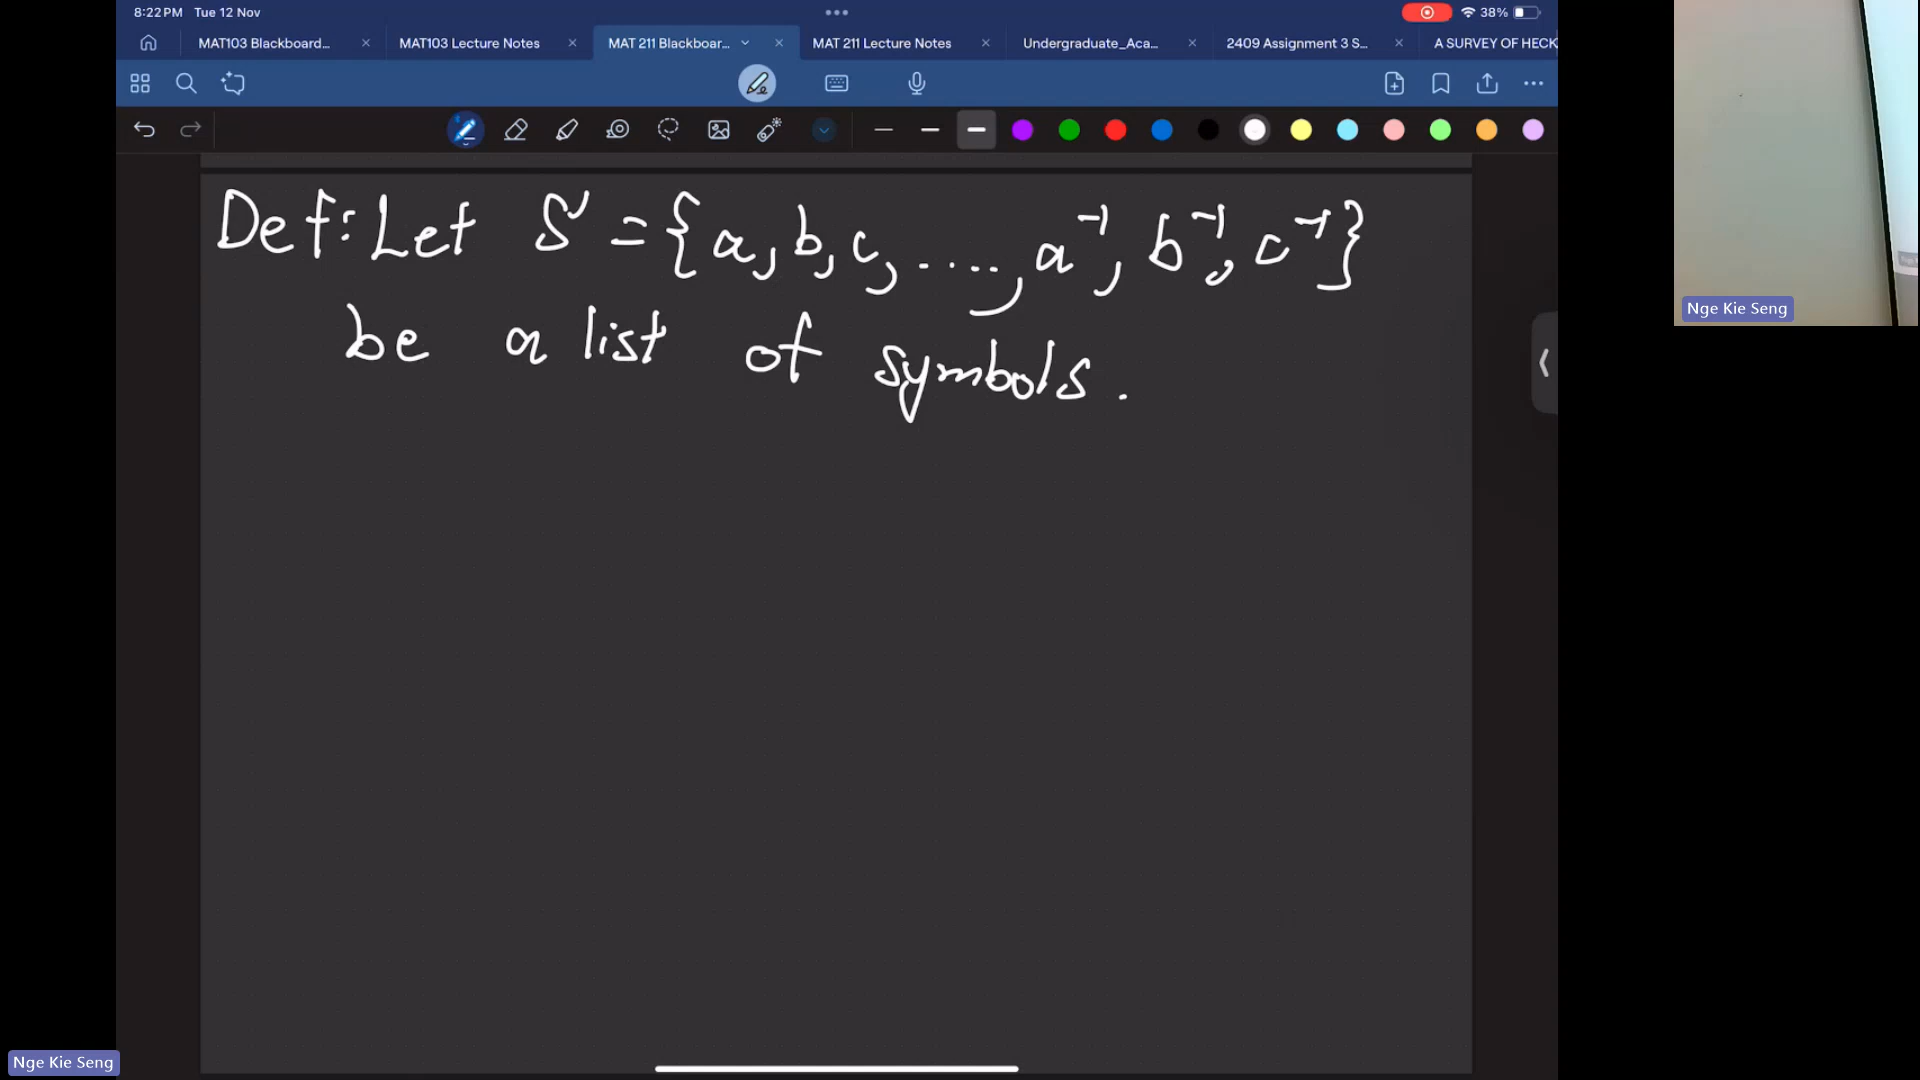 8:22 PM Tue 12 Nov
38%
MAT103 Blackboard...
MAT103 Lecture Notes
MAT 211 Blackboar...
MAT 211 Lecture Notes
Undergraduate_Aca...
2409 Assignment 3 S...
A SURVEY OF HECK
Def: Let S' = {a, b, c, ....., a⁻¹, b⁻¹, c⁻¹}
be a list of symbols.
Nge Kie Seng
Nge Kie Seng